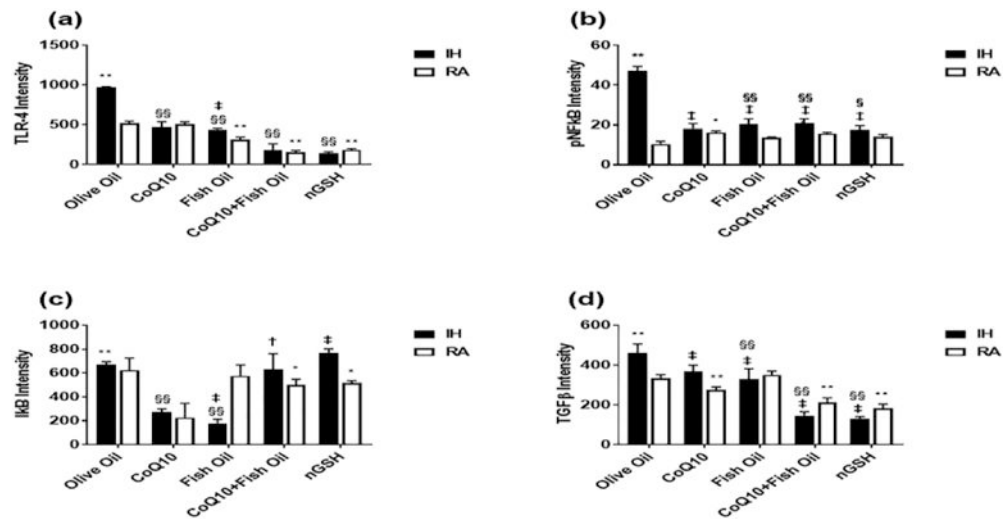 (a)
TLR-4 Intensity
1500
1000
500
0
**
§§
‡
§§
**
§§
**
§§
**
Olive Oil
CoQ10
Fish Oil
CoQ10+Fish Oil
nGSH
IH
RA
(b)
pNFkB Intensity
60
40
20
0
**
‡
*
§§
‡
§§
‡
§
‡
Olive Oil
CoQ10
Fish Oil
CoQ10+Fish Oil
nGSH
IH
RA
(c)
IkB Intensity
1000
800
600
400
200
0
**
§§
‡
§§
†
*
‡
*
Olive Oil
CoQ10
Fish Oil
CoQ10+Fish Oil
nGSH
IH
RA
(d)
TGFβ Intensity
600
400
200
0
**
‡
**
§§
‡
§§
‡
**
§§
‡
**
Olive Oil
CoQ10
Fish Oil
CoQ10+Fish Oil
nGSH
IH
RA